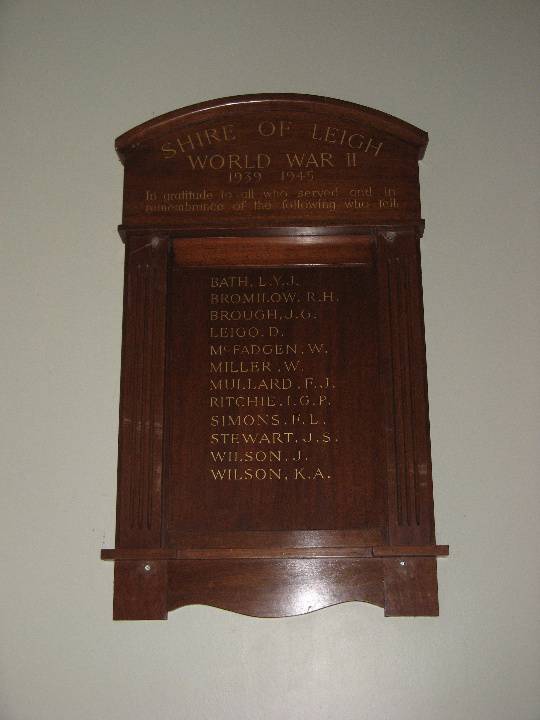 SHIRE OF LEIGH
WORLD WAR II
1939 1945
In gratitude to all who served and in
remembrance of the following who fell.
BATH, L.Y.J.
BROMILOW, R.H.
BROUGH, J.G.
LEIGO. D.
McFADGEN, W.
MILLER, W.
MULLARD, F.J.
RITCHIE, I.G.P.
SIMONS, F.L.
STEWART, J.S.
WILSON, J.
WILSON, K.A.